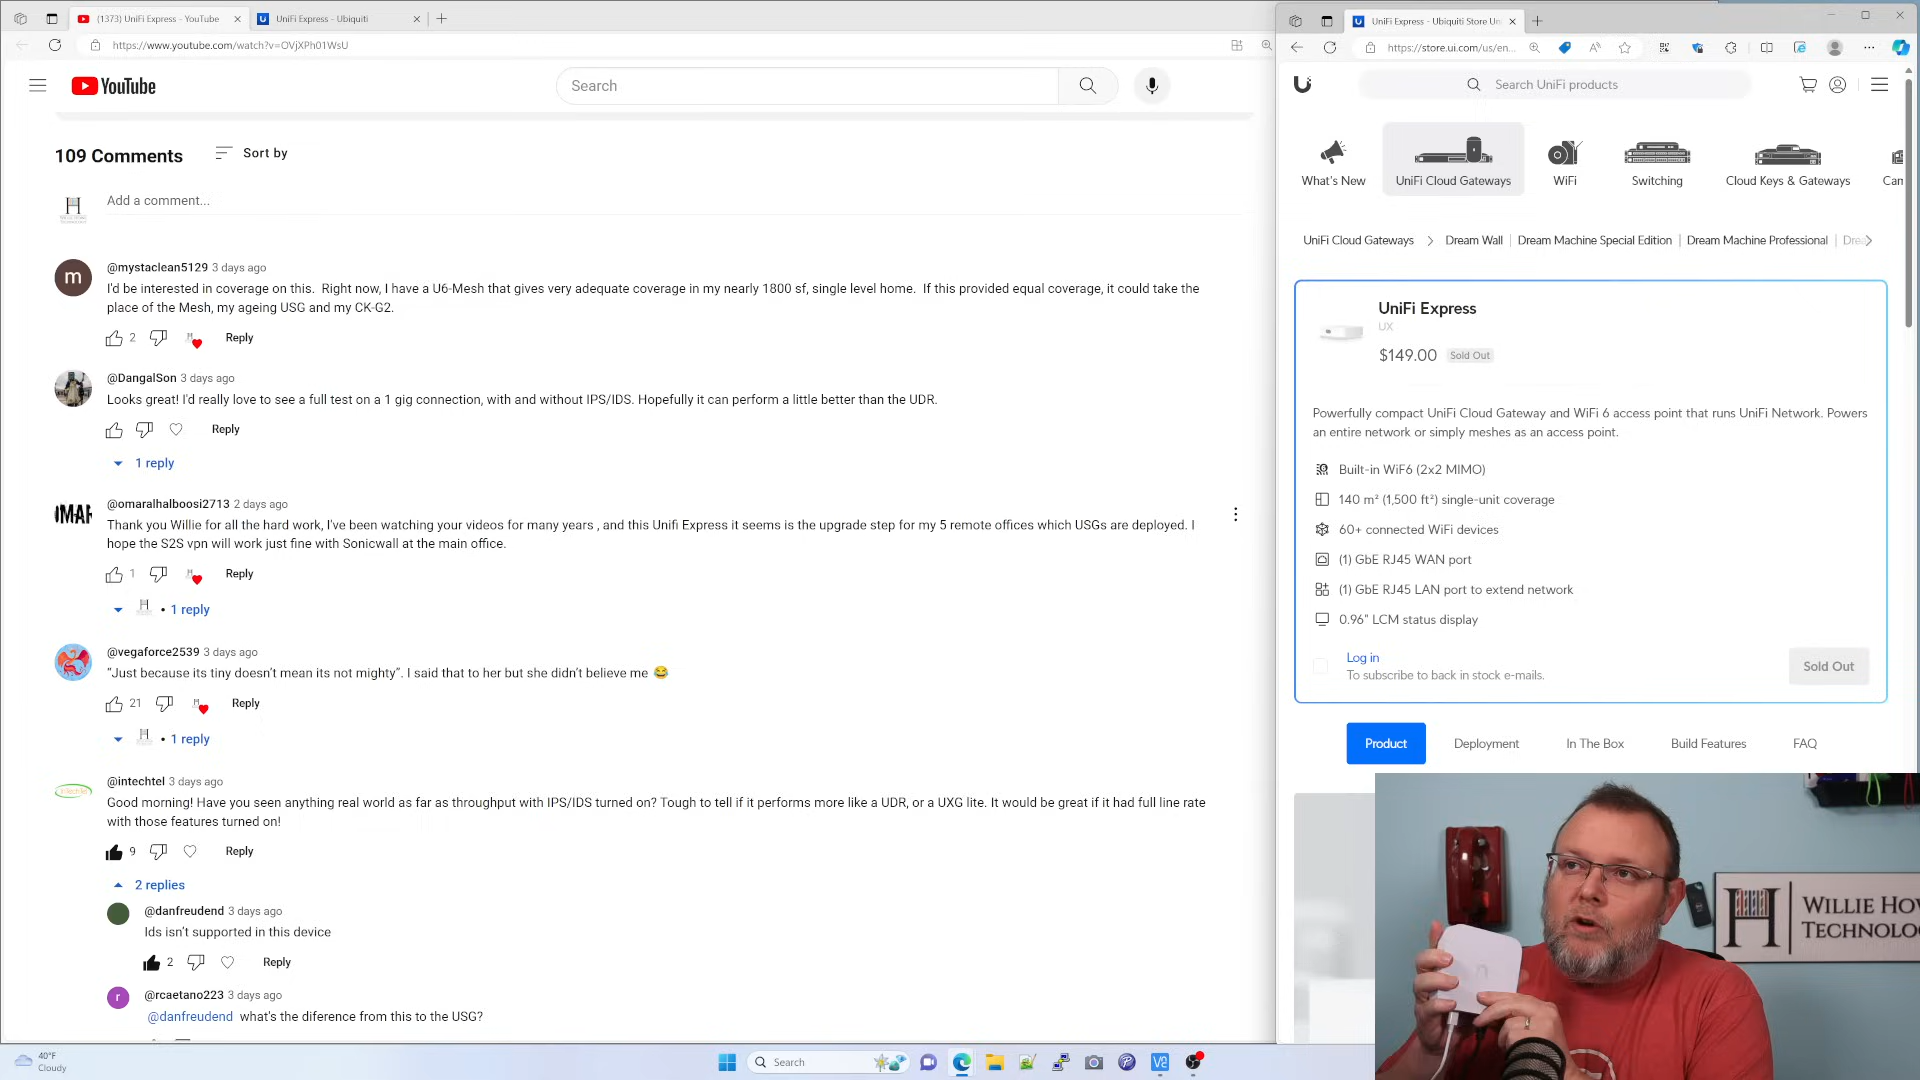 (1373) UniFi Express - YouTube
UniFi Express - Ubiquiti
https://www.youtube.com/watch?v=OVjXPh01WsU
YouTube
Search
109 Comments
Sort by
Add a comment...
m
@mystaclean5129 3 days ago
I'd be interested in coverage on this. Right now, I have a U6-Mesh that gives very adequate coverage in my nearly 1800 sf, single level home. If this provided equal coverage, it could take the
place of the Mesh, my ageing USG and my CK-G2.
2
Reply
@DangalSon 3 days ago
Looks great! I'd really love to see a full test on a 1 gig connection, with and without IPS/IDS. Hopefully it can perform a little better than the UDR.
Reply
1 reply
@omaralhalboosi2713 2 days ago
Thank you Willie for all the hard work, I've been watching your videos for many years , and this Unifi Express it seems is the upgrade step for my 5 remote offices which USGs are deployed. I
hope the S2S vpn will work just fine with Sonicwall at the main office.
1
Reply
• 1 reply
@vegaforce2539 3 days ago
“Just because its tiny doesn’t mean its not mighty”. I said that to her but she didn’t believe me 😂
21
Reply
• 1 reply
@intechtel 3 days ago
Good morning! Have you seen anything real world as far as throughput with IPS/IDS turned on? Tough to tell if it performs more like a UDR, or a UXG lite. It would be great if it had full line rate
with those features turned on!
9
Reply
2 replies
@danfreudend 3 days ago
Ids isn’t supported in this device
2
Reply
r
@rcaetano223 3 days ago
@danfreudend what's the diference from this to the USG?
UniFi Express - Ubiquiti Store Un
https://store.ui.com/us/en...
Search UniFi products
What's New
UniFi Cloud Gateways
WiFi
Switching
Cloud Keys & Gateways
Cam
UniFi Cloud Gateways
Dream Wall
Dream Machine Special Edition
Dream Machine Professional
Drea
UniFi Express
UX
$149.00
Sold Out
Powerfully compact UniFi Cloud Gateway and WiFi 6 access point that runs UniFi Network. Powers
an entire network or simply meshes as an access point.
Built-in WiF6 (2x2 MIMO)
140 m² (1,500 ft²) single-unit coverage
60+ connected WiFi devices
(1) GbE RJ45 WAN port
(1) GbE RJ45 LAN port to extend network
0.96" LCM status display
Log in
To subscribe to back in stock e-mails.
Sold Out
Product
Deployment
In The Box
Build Features
FAQ
WILLIE HOW
TECHNOLO
40°F
Cloudy
Search